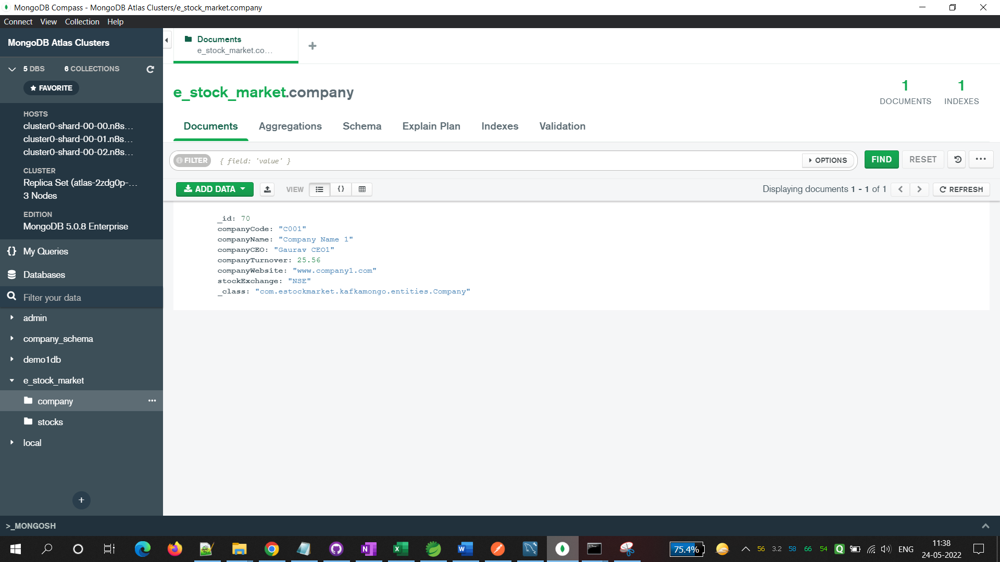 MongoDB Compass - MongoDB Atlas Clusters/e_stock_market.company
Connect View Collection Help
MongoDB Atlas Clusters
5 DBS 6 COLLECTIONS
★ FAVORITE
HOSTS
cluster0-shard-00-00.n8s...
cluster0-shard-00-01.n8s...
cluster0-shard-00-02.n8s...
CLUSTER
Replica Set (atlas-2zdg0p-...
3 Nodes
EDITION
MongoDB 5.0.8 Enterprise
{} My Queries
Databases
Filter your data
admin
company_schema
demo1db
e_stock_market
company
stocks
local
+
Documents
e_stock_market.co...
+
e_stock_market.company
1 DOCUMENTS
1 INDEXES
Documents Aggregations Schema Explain Plan Indexes Validation
FILTER { field: 'value' } OPTIONS FIND RESET ...
ADD DATA VIEW {} Displaying documents 1 - 1 of 1 < > REFRESH
_id: 70
companyCode: "C001"
companyName: "Company Name 1"
companyCEO: "Gaurav CEO1"
companyTurnover: 25.56
companyWebsite: "www.company1.com"
stockExchange: "NSE"
_class: "com.estockmarket.kafkamongo.entities.Company"
>_MONGOSH
75.4% 56 3.2 58 66 54 Q ENG 11:38
24-05-2022